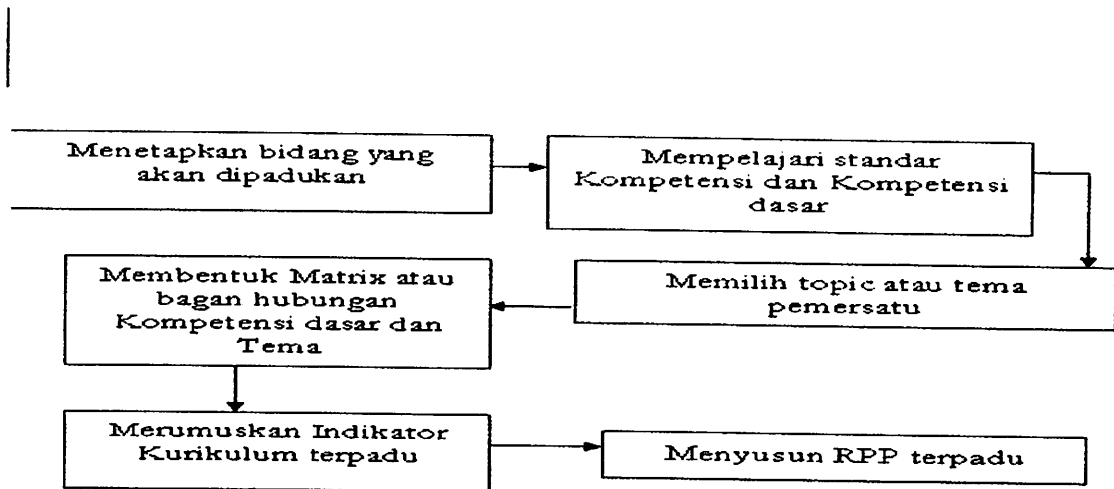 Menetapkan bidang yang
akan dipadukan
Mempelajari standar
Kompetensi dan Kompetensi
dasar
Memilih topic atau tema
pemersatu
Membentuk Matrix atau
bagan hubungan
Kompetensi dasar dan
Tema
Merumuskan Indikator
Kurikulum terpadu
Menyusun RPP terpadu